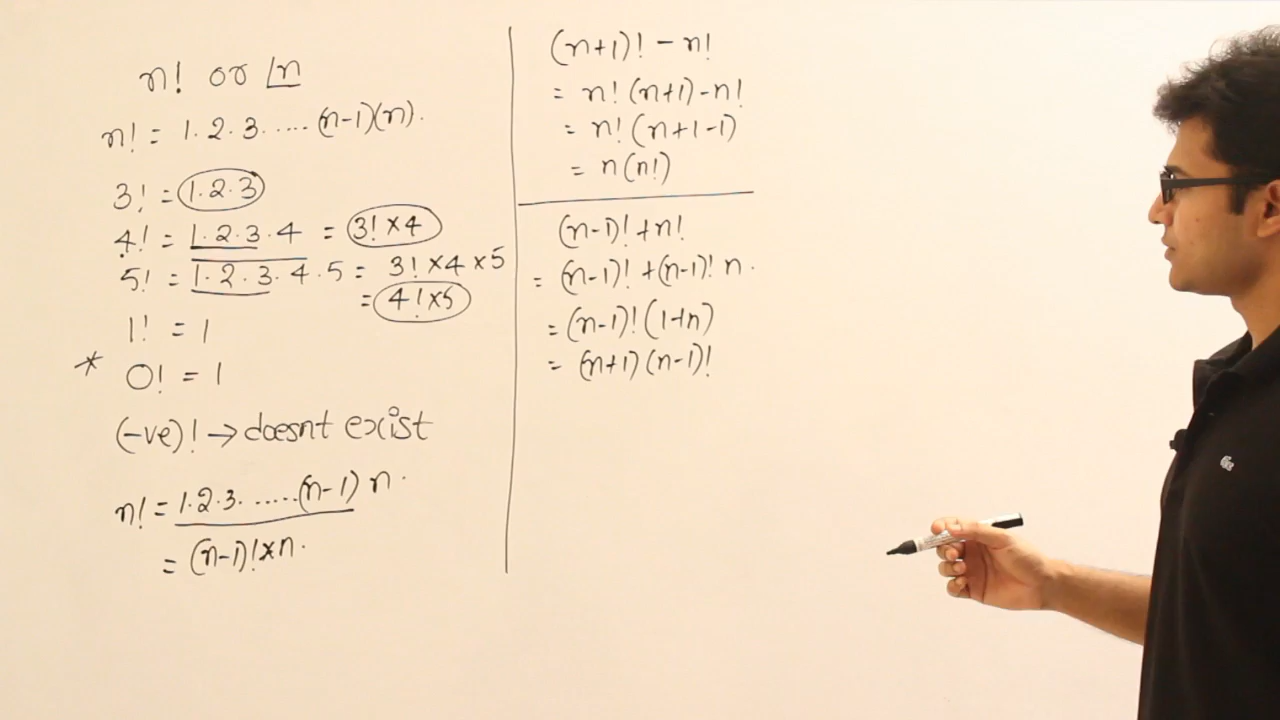 n! or |n
n! = 1. 2. 3. .... (n-1)(n).
3! = 1.2.3
4! = 1.2.3.4 = 3! × 4
5! = 1.2.3.4.5 = 3! × 4 × 5
= 4! × 5
1! = 1
* 0! = 1
(-ve)! → doesnt exist
n! = 1.2.3. .....(n-1) n.
= (n-1)! × n.
(n+1)! - n!
= n! (n+1) - n!
= n! (n+1-1)
= n(n!)
(n-1)! + n!
= (n-1)! + (n-1)! n.
= (n-1)! (1+n)
= (n+1) (n-1)!